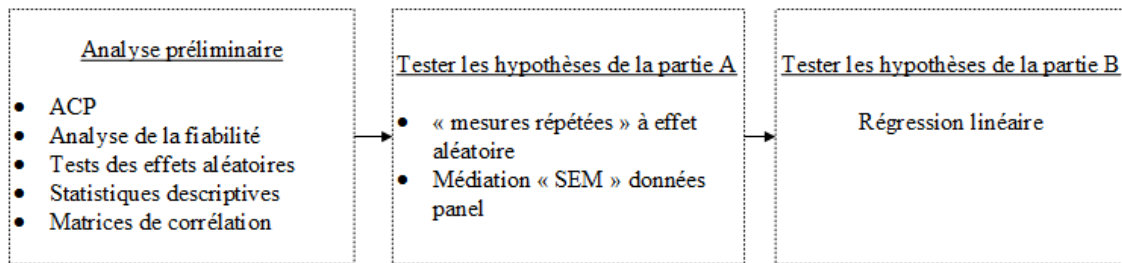 Analyse préliminaire
• ACP
• Analyse de la fiabilité
• Tests des effets aléatoires
• Statistiques descriptives
• Matrices de corrélation
Tester les hypothèses de la partie A
• « mesures répétées » à effet
aléatoire
• Médiation « SEM » données
panel
Tester les hypothèses de la partie B
Régression linéaire